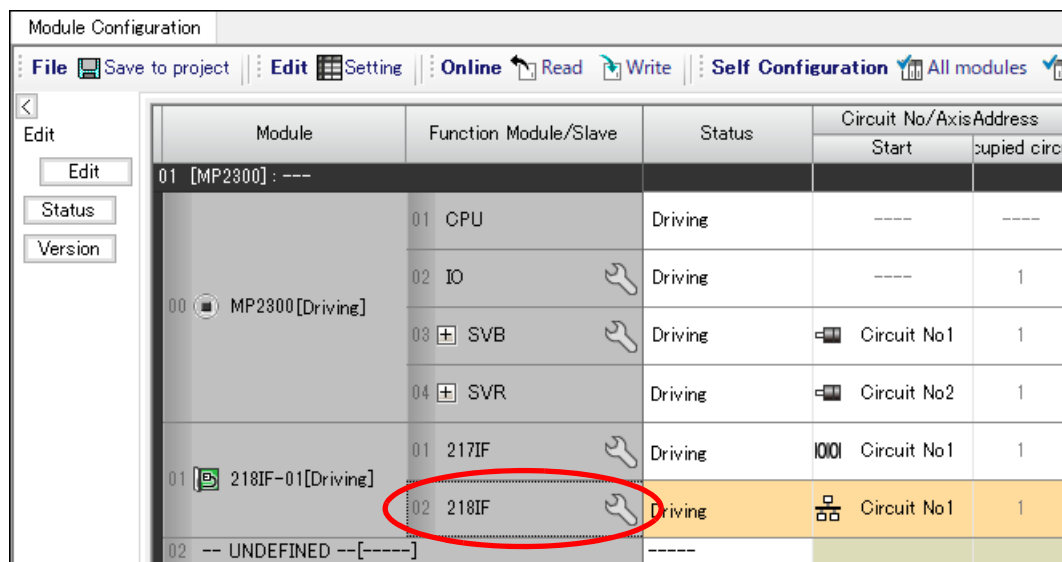 Module Configuration
File Save to project Edit Setting Online Read Write Self Configuration All modules
<
Edit
Edit
Status
Version
Module Function Module/Slave Status Circuit No/AxisAddress
Start cupied circ
01 [MP2300] : ---
00 MP2300[Driving]
01 CPU Driving ---- ----
02 IO Driving ---- 1
03 + SVB Driving Circuit No1 1
04 + SVR Driving Circuit No2 1
01 218IF-01[Driving]
01 217IF Driving Circuit No1 1
02 218IF Driving Circuit No1 1
02 -- UNDEFINED --[-----] -----